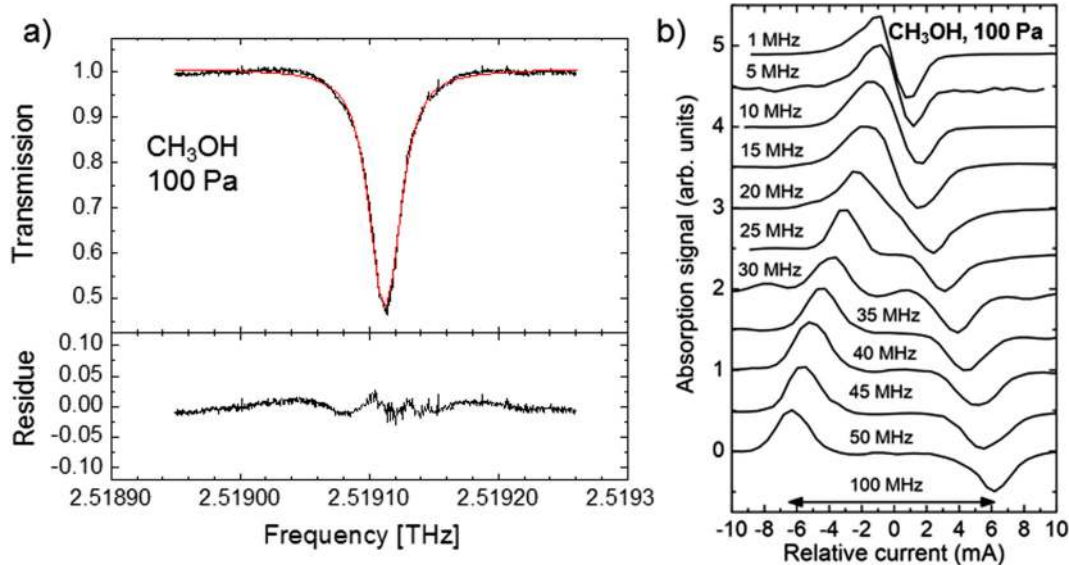 a)
Transmission
1.0
0.9
0.8
0.7
0.6
0.5
CH₃OH
100 Pa
Residue
0.10
0.05
0.00
-0.05
-0.10
2.51890 2.51900 2.51910 2.51920 2.5193
Frequency [THz]
b)
CH₃OH, 100 Pa
Absorption signal (arb. units)
5
4
3
2
1
0
1 MHz
5 MHz
10 MHz
15 MHz
20 MHz
25 MHz
30 MHz
35 MHz
40 MHz
45 MHz
50 MHz
100 MHz
-10 -8 -6 -4 -2 0 2 4 6 8 10
Relative current (mA)